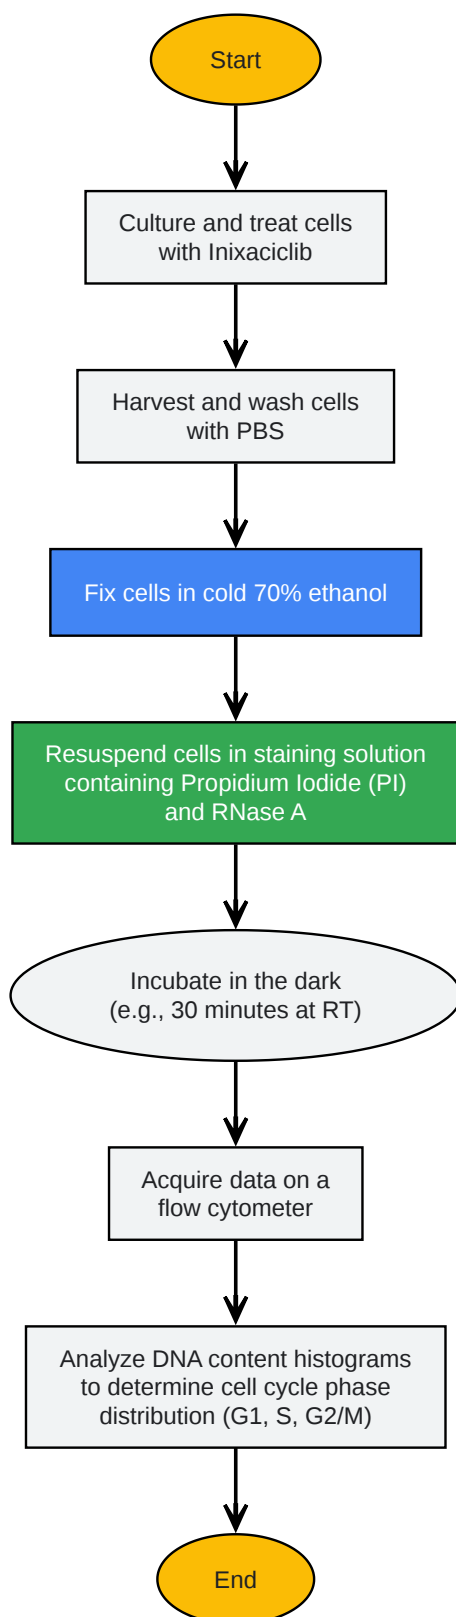 Start
Culture and treat cells
with Inixaciclib
Harvest and wash cells
with PBS
Fix cells in cold 70% ethanol
Resuspend cells in staining solution
containing Propidium Iodide (PI)
and RNase A
Incubate in the dark
(e.g., 30 minutes at RT)
Acquire data on a
flow cytometer
Analyze DNA content histograms
to determine cell cycle phase
distribution (G1, S, G2/M)
End